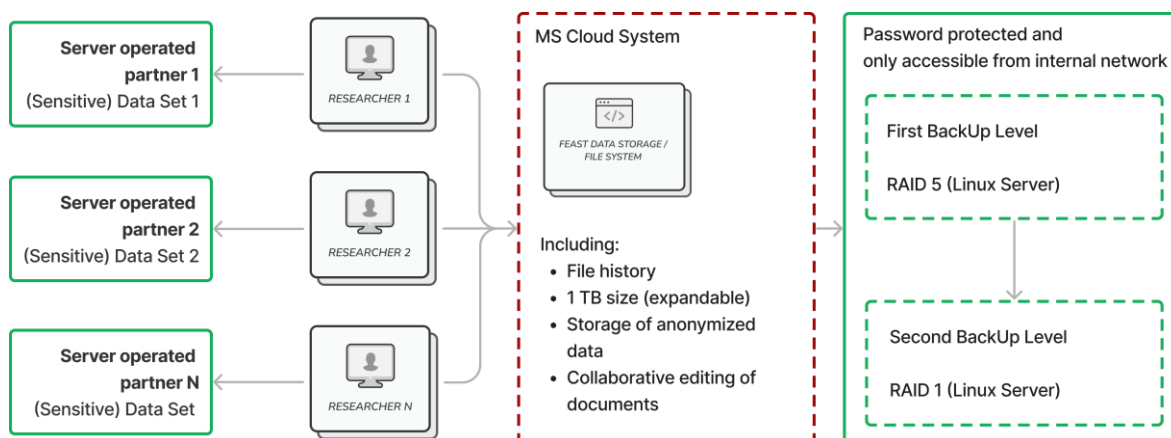 Server operated
partner 1
(Sensitive) Data Set 1
RESEARCHER 1
Server operated
partner 2
(Sensitive) Data Set 2
RESEARCHER 2
Server operated
partner N
(Sensitive) Data Set
RESEARCHER N
MS Cloud System
</>
FEAST DATA STORAGE /
FILE SYSTEM
Including:
• File history
• 1 TB size (expandable)
• Storage of anonymized
data
• Collaborative editing of
documents
Password protected and
only accessible from internal network
First BackUp Level
RAID 5 (Linux Server)
Second BackUp Level
RAID 1 (Linux Server)